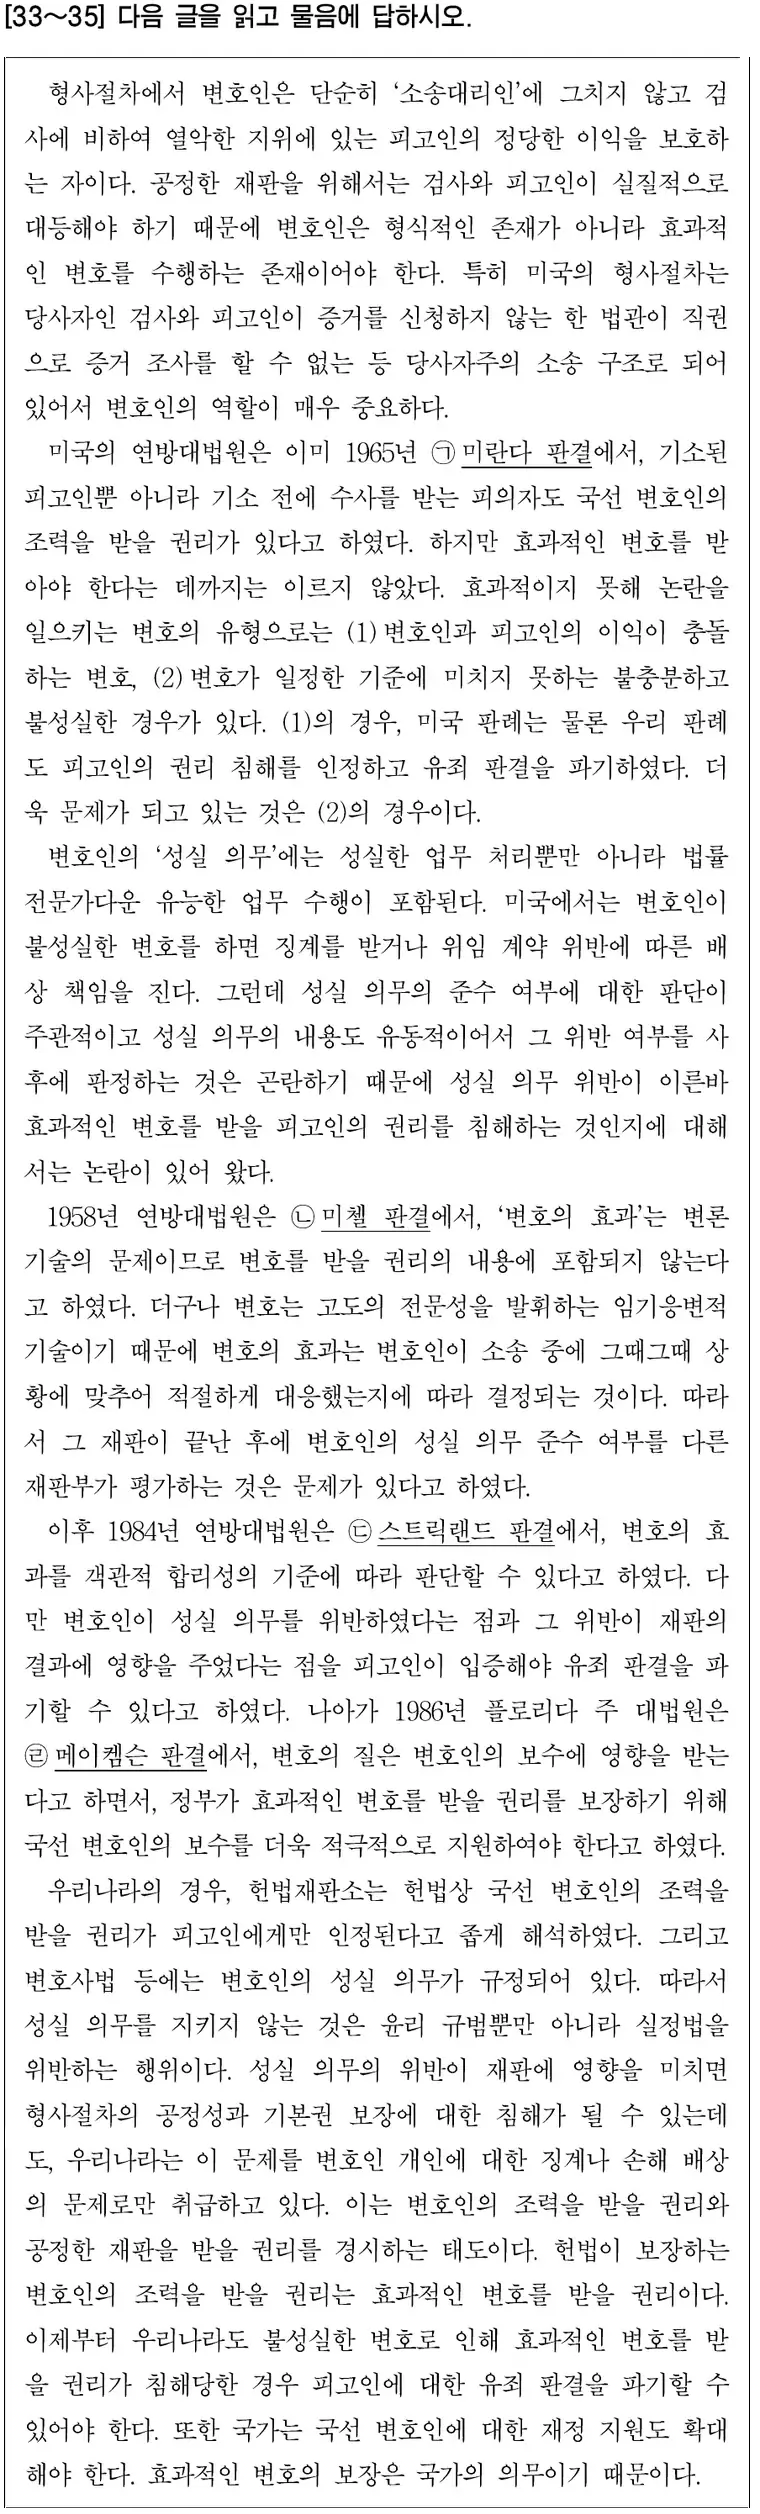 [33～35] 다음 글을 읽고 물음에 답하시오.
형사절차에서 변호인은 단순히 ‘소송대리인’에 그치지 않고 검
사에 비하여 열악한 지위에 있는 피고인의 정당한 이익을 보호하
는 자이다. 공정한 재판을 위해서는 검사와 피고인이 실질적으로
대등해야 하기 때문에 변호인은 형식적인 존재가 아니라 효과적
인 변호를 수행하는 존재이어야 한다. 특히 미국의 형사절차는
당사자인 검사와 피고인이 증거를 신청하지 않는 한 법관이 직권
으로 증거 조사를 할 수 없는 등 당사자주의 소송 구조로 되어
있어서 변호인의 역할이 매우 중요하다.
미국의 연방대법원은 이미 1965년 ㉠미란다 판결에서, 기소된
피고인뿐 아니라 기소 전에 수사를 받는 피의자도 국선 변호인의
조력을 받을 권리가 있다고 하였다. 하지만 효과적인 변호를 받
아야 한다는 데까지는 이르지 않았다. 효과적이지 못해 논란을
일으키는 변호의 유형으로는 (1) 변호인과 피고인의 이익이 충돌
하는 변호, (2) 변호가 일정한 기준에 미치지 못하는 불충분하고
불성실한 경우가 있다. (1)의 경우, 미국 판례는 물론 우리 판례
도 피고인의 권리 침해를 인정하고 유죄 판결을 파기하였다. 더
욱 문제가 되고 있는 것은 (2)의 경우이다.
변호인의 ‘성실 의무’에는 성실한 업무 처리뿐만 아니라 법률
전문가다운 유능한 업무 수행이 포함된다. 미국에서는 변호인이
불성실한 변호를 하면 징계를 받거나 위임 계약 위반에 따른 배
상 책임을 진다. 그런데 성실 의무의 준수 여부에 대한 판단이
주관적이고 성실 의무의 내용도 유동적이어서 그 위반 여부를 사
후에 판정하는 것은 곤란하기 때문에 성실 의무 위반이 이른바
효과적인 변호를 받을 피고인의 권리를 침해하는 것인지에 대해
서는 논란이 있어 왔다.
1958년 연방대법원은 ㉡미첼 판결에서, ‘변호의 효과’는 변론
기술의 문제이므로 변호를 받을 권리의 내용에 포함되지 않는다
고 하였다. 더구나 변호는 고도의 전문성을 발휘하는 임기응변적
기술이기 때문에 변호의 효과는 변호인이 소송 중에 그때그때 상
황에 맞추어 적절하게 대응했는지에 따라 결정되는 것이다. 따라
서 그 재판이 끝난 후에 변호인의 성실 의무 준수 여부를 다른
재판부가 평가하는 것은 문제가 있다고 하였다.
이후 1984년 연방대법원은 ㉢스트릭랜드 판결에서, 변호의 효
과를 객관적 합리성의 기준에 따라 판단할 수 있다고 하였다. 다
만 변호인이 성실 의무를 위반하였다는 점과 그 위반이 재판의
결과에 영향을 주었다는 점을 피고인이 입증해야 유죄 판결을 파
기할 수 있다고 하였다. 나아가 1986년 플로리다 주 대법원은
㉣메이켐슨 판결에서, 변호의 질은 변호인의 보수에 영향을 받는
다고 하면서, 정부가 효과적인 변호를 받을 권리를 보장하기 위해
국선 변호인의 보수를 더욱 적극적으로 지원하여야 한다고 하였다.
우리나라의 경우, 헌법재판소는 헌법상 국선 변호인의 조력을
받을 권리가 피고인에게만 인정된다고 좁게 해석하였다. 그리고
변호사법 등에는 변호인의 성실 의무가 규정되어 있다. 따라서
성실 의무를 지키지 않는 것은 윤리 규범뿐만 아니라 실정법을
위반하는 행위이다. 성실 의무의 위반이 재판에 영향을 미치면
형사절차의 공정성과 기본권 보장에 대한 침해가 될 수 있는데
도, 우리나라는 이 문제를 변호인 개인에 대한 징계나 손해 배상
의 문제로만 취급하고 있다. 이는 변호인의 조력을 받을 권리와
공정한 재판을 받을 권리를 경시하는 태도이다. 헌법이 보장하는
변호인의 조력을 받을 권리는 효과적인 변호를 받을 권리이다.
이제부터 우리나라도 불성실한 변호로 인해 효과적인 변호를 받
을 권리가 침해당한 경우 피고인에 대한 유죄 판결을 파기할 수
있어야 한다. 또한 국가는 국선 변호인에 대한 재정 지원도 확대
해야 한다. 효과적인 변호의 보장은 국가의 의무이기 때문이다.